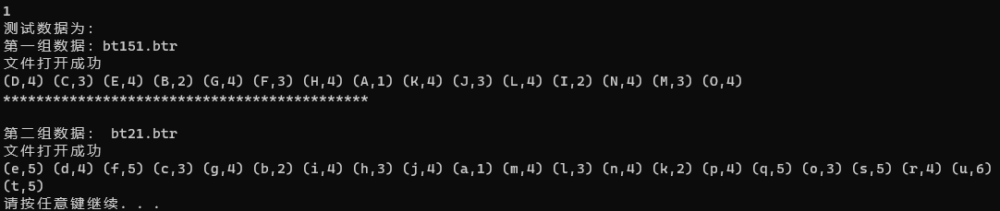 1
测试数据为:
第一组数据: bt151.btr
文件打开成功
(D,4) (C,3) (E,4) (B,2) (G,4) (F,3) (H,4) (A,1) (K,4) (J,3) (L,4) (I,2) (N,4) (M,3) (O,4)
********************************************
第二组数据:  bt21.btr
文件打开成功
(e,5) (d,4) (f,5) (c,3) (g,4) (b,2) (i,4) (h,3) (j,4) (a,1) (m,4) (l,3) (n,4) (k,2) (p,4) (q,5) (o,3) (s,5) (r,4) (u,6)
(t,5)
请按任意键继续. . .